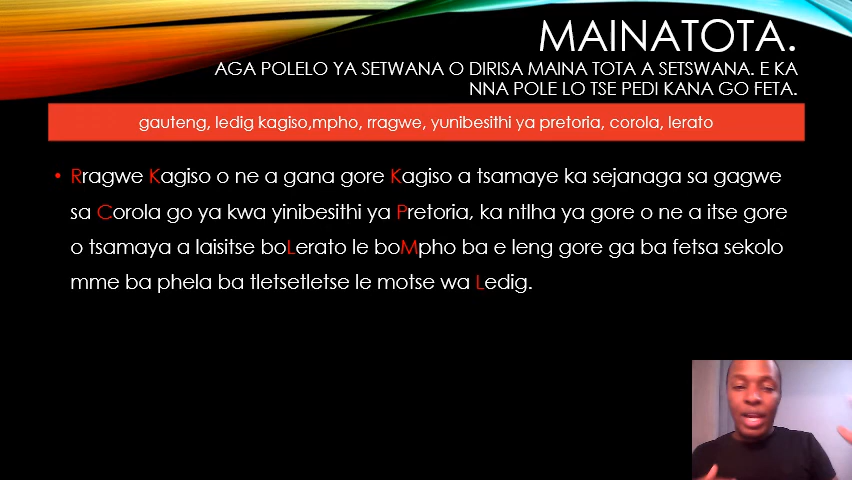 MAINATOTA.
AGA POLELO YA SETWANA O DIRISA MAINA TOTA A SETSWANA. E KA
NNA POLE LO TSE PEDI KANA GO FETA.
gauteng, ledig kagiso,mpho, rragwe, yunibesithi ya pretoria, corola, lerato
• Rragwe Kagiso o ne a gana gore Kagiso a tsamaye ka sejanaga sa gagwe
sa Corola go ya kwa yinibesithi ya Pretoria, ka ntlha ya gore o ne a itse gore
o tsamaya a laisitse boLerato le boMpho ba e leng gore ga ba fetsa sekolo
mme ba phela ba tletsetletse le motse wa Ledig.